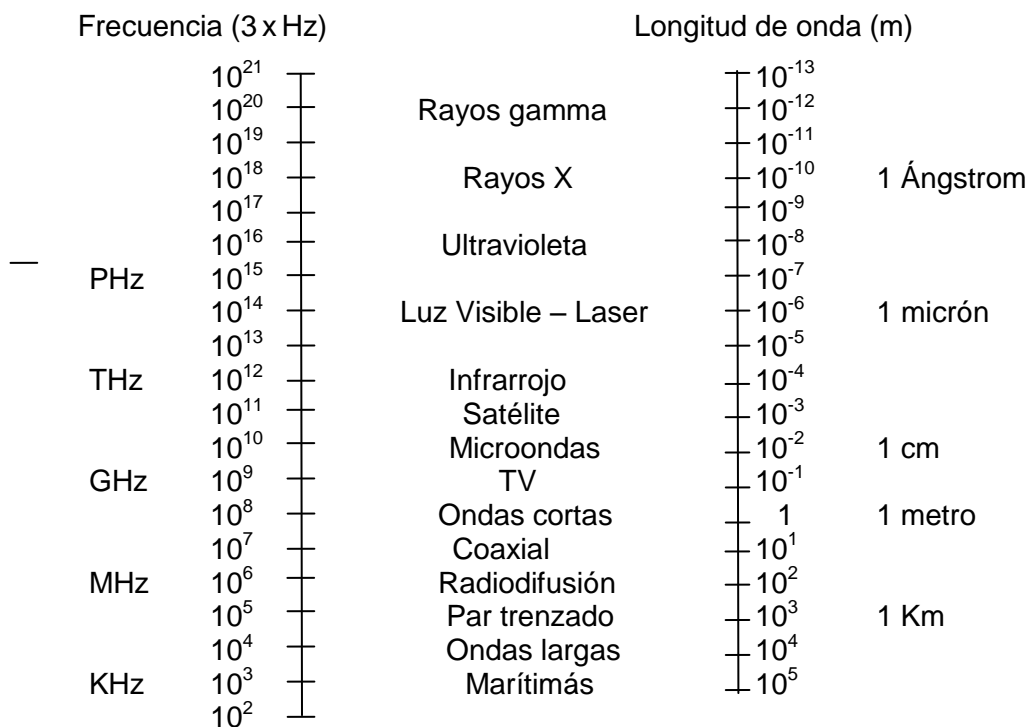 Frecuencia (3 x Hz) Longitud de onda (m)
10^21 10^-13
10^20 Rayos gamma 10^-12
10^19 10^-11
10^18 Rayos X 10^-10 1 Ángstrom
10^17 10^-9
10^16 Ultravioleta 10^-8
PHz 10^15 10^-7
10^14 Luz Visible – Laser 10^-6 1 micrón
10^13 10^-5
THz 10^12 Infrarrojo 10^-4
10^11 Satélite 10^-3
10^10 Microondas 10^-2 1 cm
GHz 10^9 TV 10^-1
10^8 Ondas cortas 1 1 metro
10^7 Coaxial 10^1
MHz 10^6 Radiodifusión 10^2
10^5 Par trenzado 10^3 1 Km
10^4 Ondas largas 10^4
KHz 10^3 Marítimás 10^5
10^2